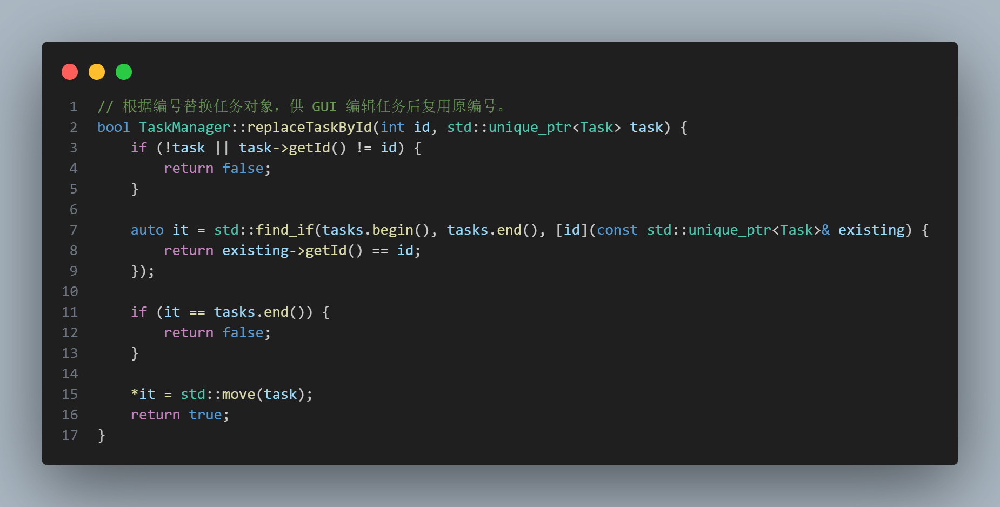 1 // 根据编号替换任务对象，供 GUI 编辑任务后复用原编号。
2 bool TaskManager::replaceTaskById(int id, std::unique_ptr<Task> task) {
3     if (!task || task->getId() != id) {
4         return false;
5     }
6
7     auto it = std::find_if(tasks.begin(), tasks.end(), [id](const std::unique_ptr<Task>& existing) {
8         return existing->getId() == id;
9     });
10
11     if (it == tasks.end()) {
12         return false;
13     }
14
15     *it = std::move(task);
16     return true;
17 }